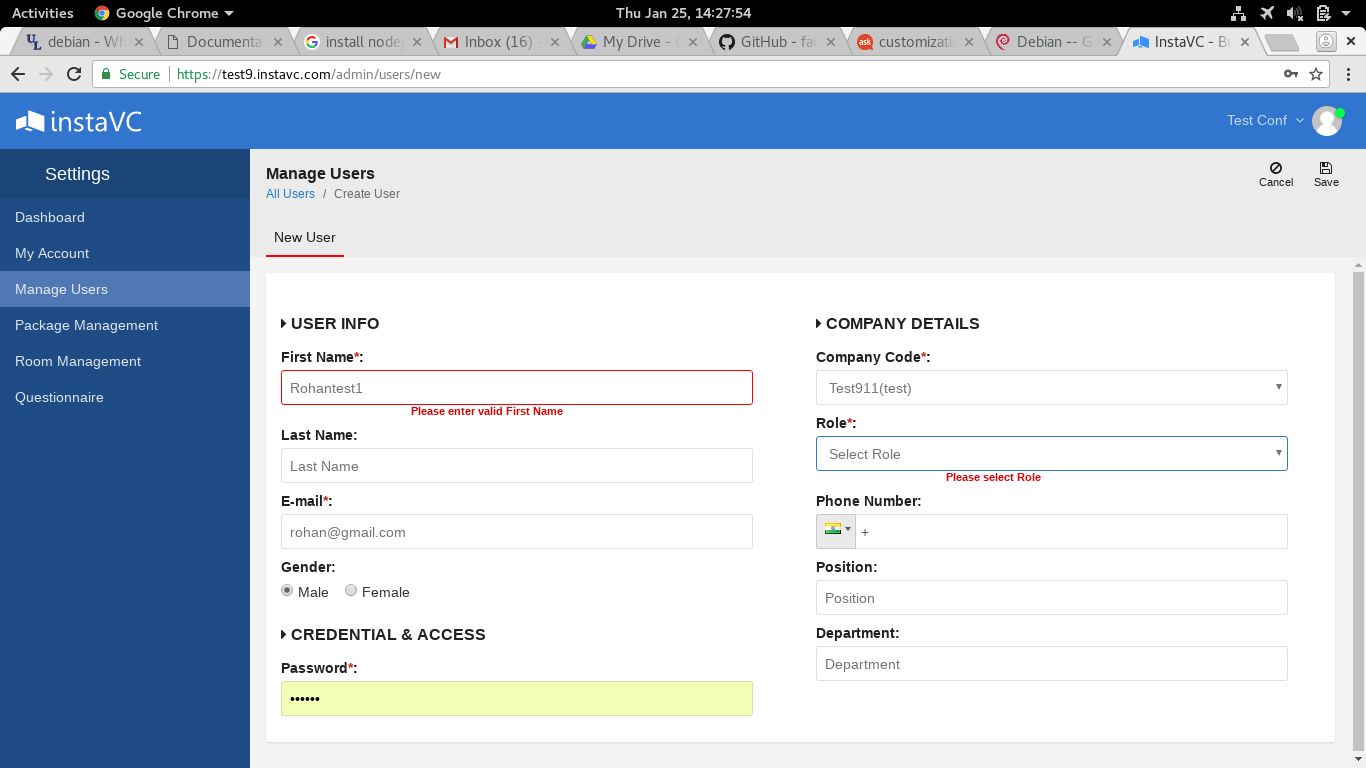 Activities Google Chrome Thu Jan 25, 14:27:54
debian - Wh Documenta install nodej Inbox (16) - My Drive - G GitHub - fac customizati Debian -- G InstaVC - Bu
Secure https://test9.instavc.com/admin/users/new
instaVC Test Conf
Settings
Dashboard
My Account
Manage Users
Package Management
Room Management
Questionnaire
Manage Users
All Users / Create User
Cancel Save
New User
USER INFO
First Name*:
Rohantest1
Please enter valid First Name
Last Name:
Last Name
E-mail*:
rohan@gmail.com
Gender:
Male Female
CREDENTIAL & ACCESS
Password*:
••••••
COMPANY DETAILS
Company Code*:
Test911(test)
Role*:
Select Role
Please select Role
Phone Number:
+
Position:
Position
Department:
Department